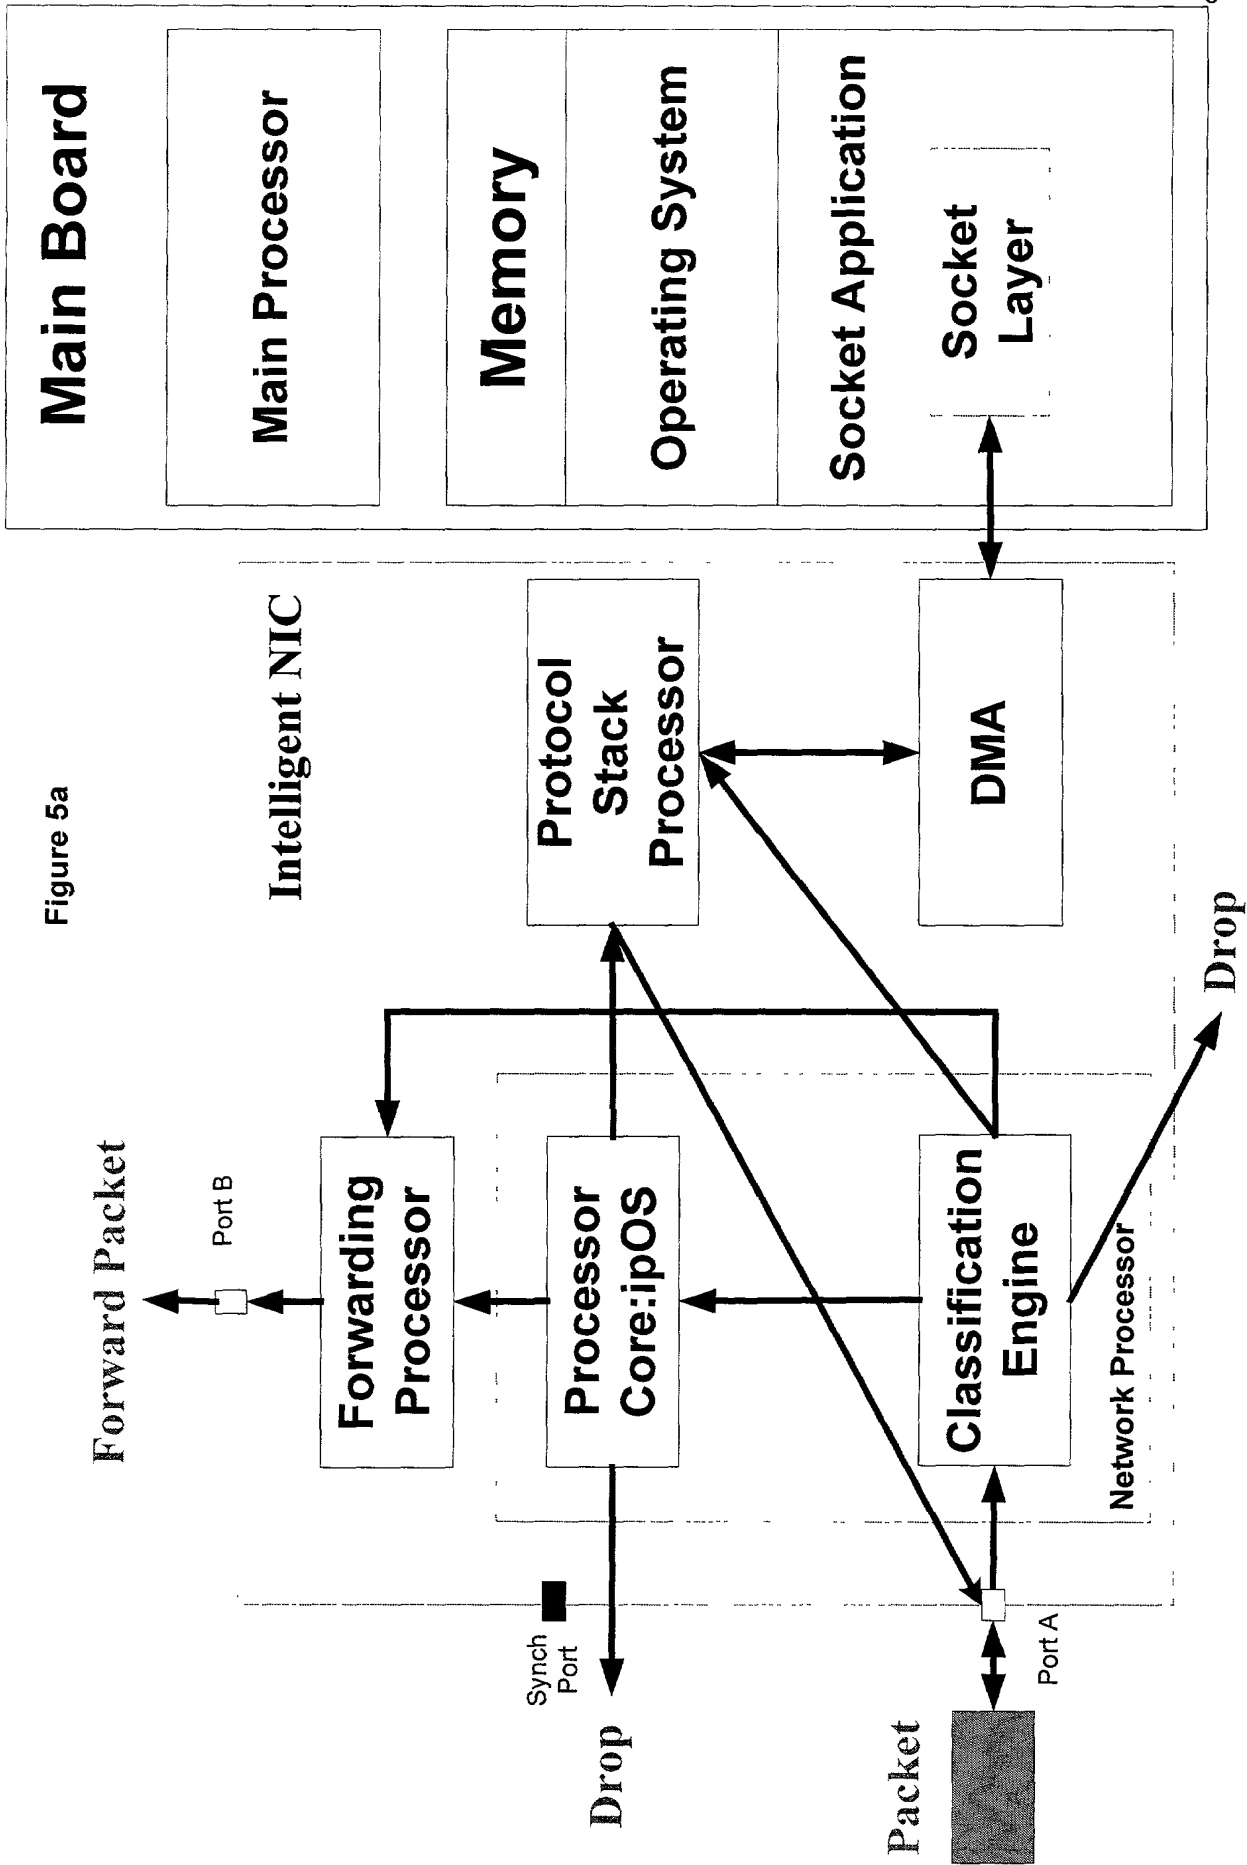 Figure 5a
Main Board
Main Processor
Memory
Operating System
Socket Application
Socket
Layer
Intelligent NIC
Protocol
Stack
Processor
DMA
Forward Packet
Port B
Forwarding
Processor
Processor
Core:ipOS
Classification
Engine
Network Processor
Drop
Synch
Port
Drop
Port A
Packet